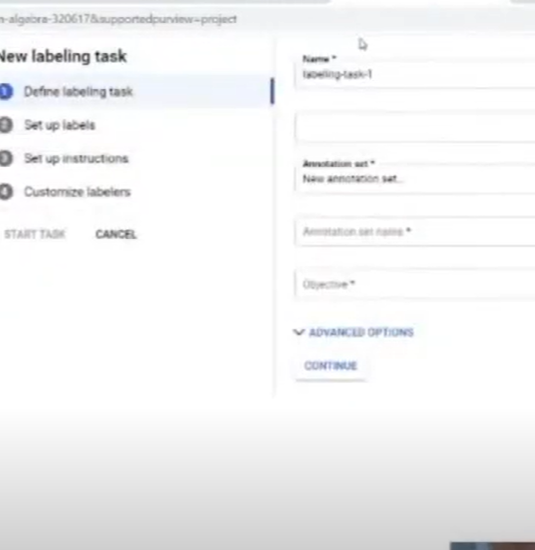 n-algebra-320617&supportedpurview=project
New labeling task
1 Define labeling task
2 Set up labels
3 Set up instructions
4 Customize labelers
START TASK CANCEL
Name *
labeling-task-1
Annotation set *
New annotation set...
Annotation set name *
Objective *
ADVANCED OPTIONS
CONTINUE